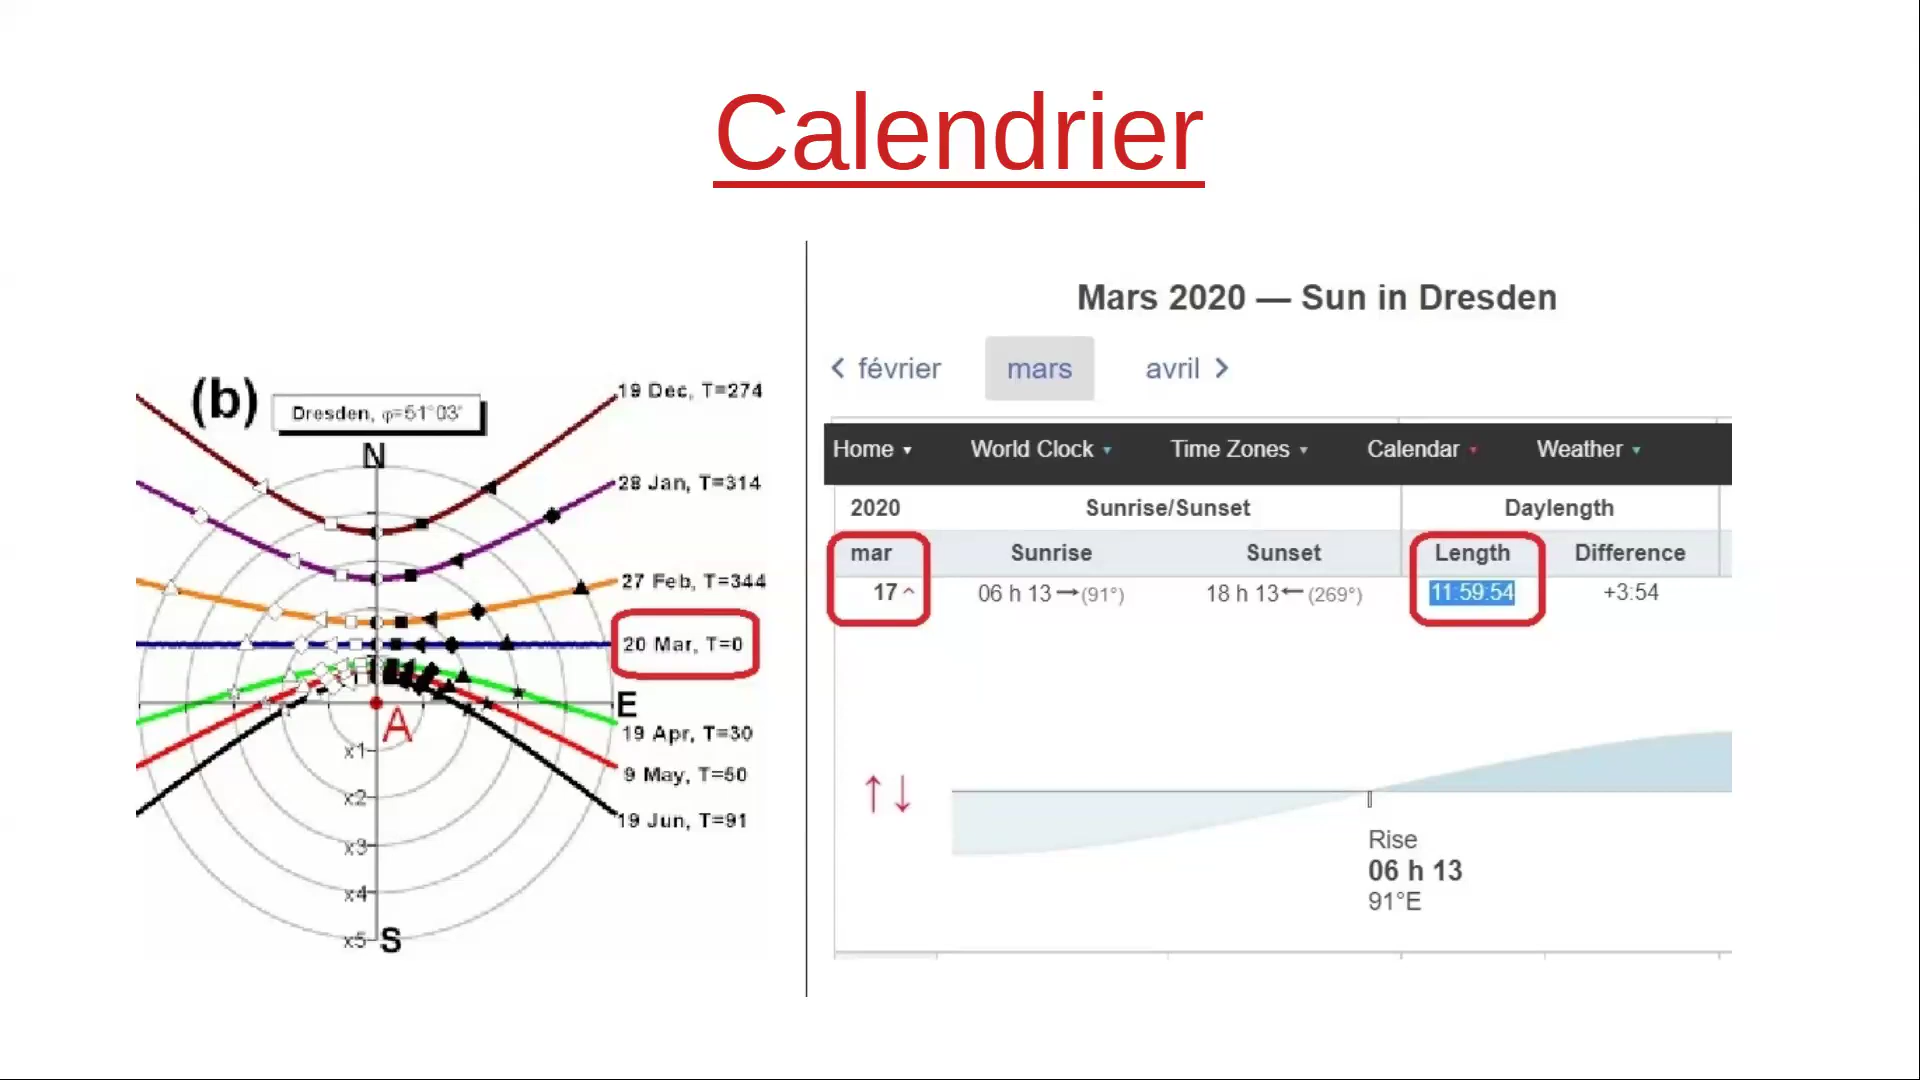 Calendrier
(b)
Dresden, φ=51°03'
N
19 Dec, T=274
28 Jan, T=314
27 Feb, T=344
20 Mar, T=0
E
A
19 Apr, T=30
x1
9 May, T=50
x2
19 Jun, T=91
x3
x4
x5
S
Mars 2020 — Sun in Dresden
février mars avril
Home World Clock Time Zones Calendar Weather
2020 Sunrise/Sunset Daylength
mar Sunrise Sunset Length Difference
17 06 h 13 → (91°) 18 h 13 ← (269°) 11:59:54 +3:54
↑↓
Rise
06 h 13
91°E